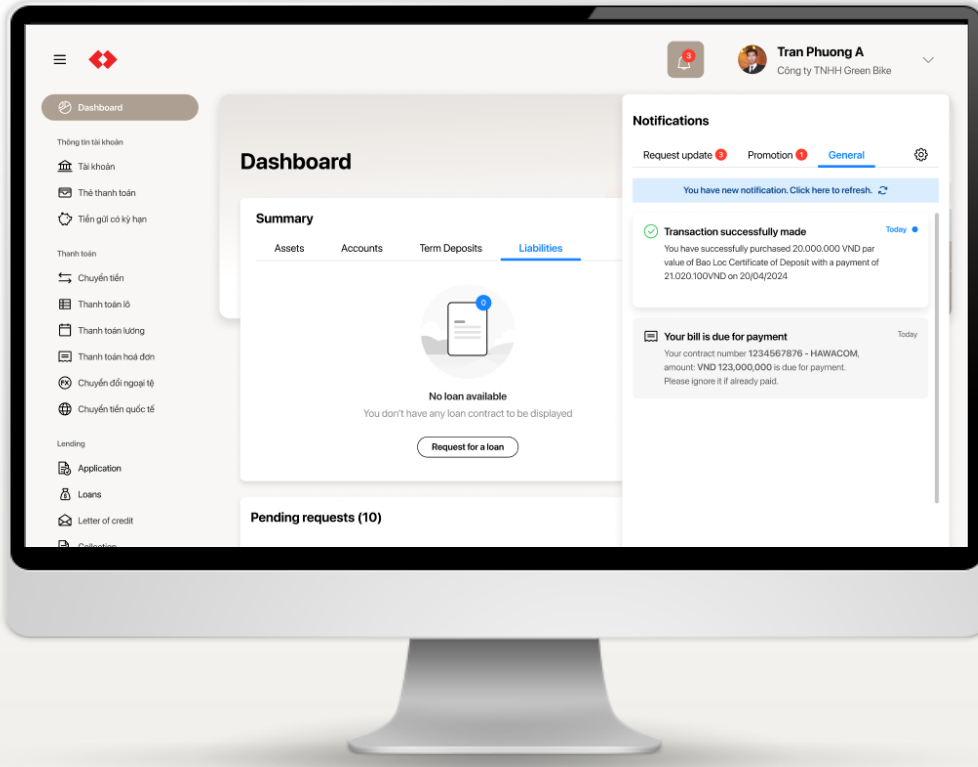 3
Tran Phuong A
Công ty TNHH Green Bike
Dashboard
Thông tin tài khoản
Tài khoản
Thẻ thanh toán
Tiền gửi có kỳ hạn
Thanh toán
Chuyển tiền
Thanh toán lô
Thanh toán lương
Thanh toán hoá đơn
FX Chuyển đổi ngoại tệ
Chuyển tiền quốc tế
Lending
Application
Loans
Letter of credit
Collection
Dashboard
Summary
Assets Accounts Term Deposits Liabilities
0
No loan available
You don't have any loan contract to be displayed
Request for a loan
Pending requests (10)
Notifications
Request update 3 Promotion 1 General
You have new notification. Click here to refresh.
Transaction successfully made Today
You have successfully purchased 20.000.000 VND par
value of Bao Loc Certificate of Deposit with a payment of
21.020.100VND on 20/04/2024
Your bill is due for payment Today
Your contract number 1234567876 - HAWACOM,
amount: VND 123,000,000 is due for payment.
Please ignore it if already paid.